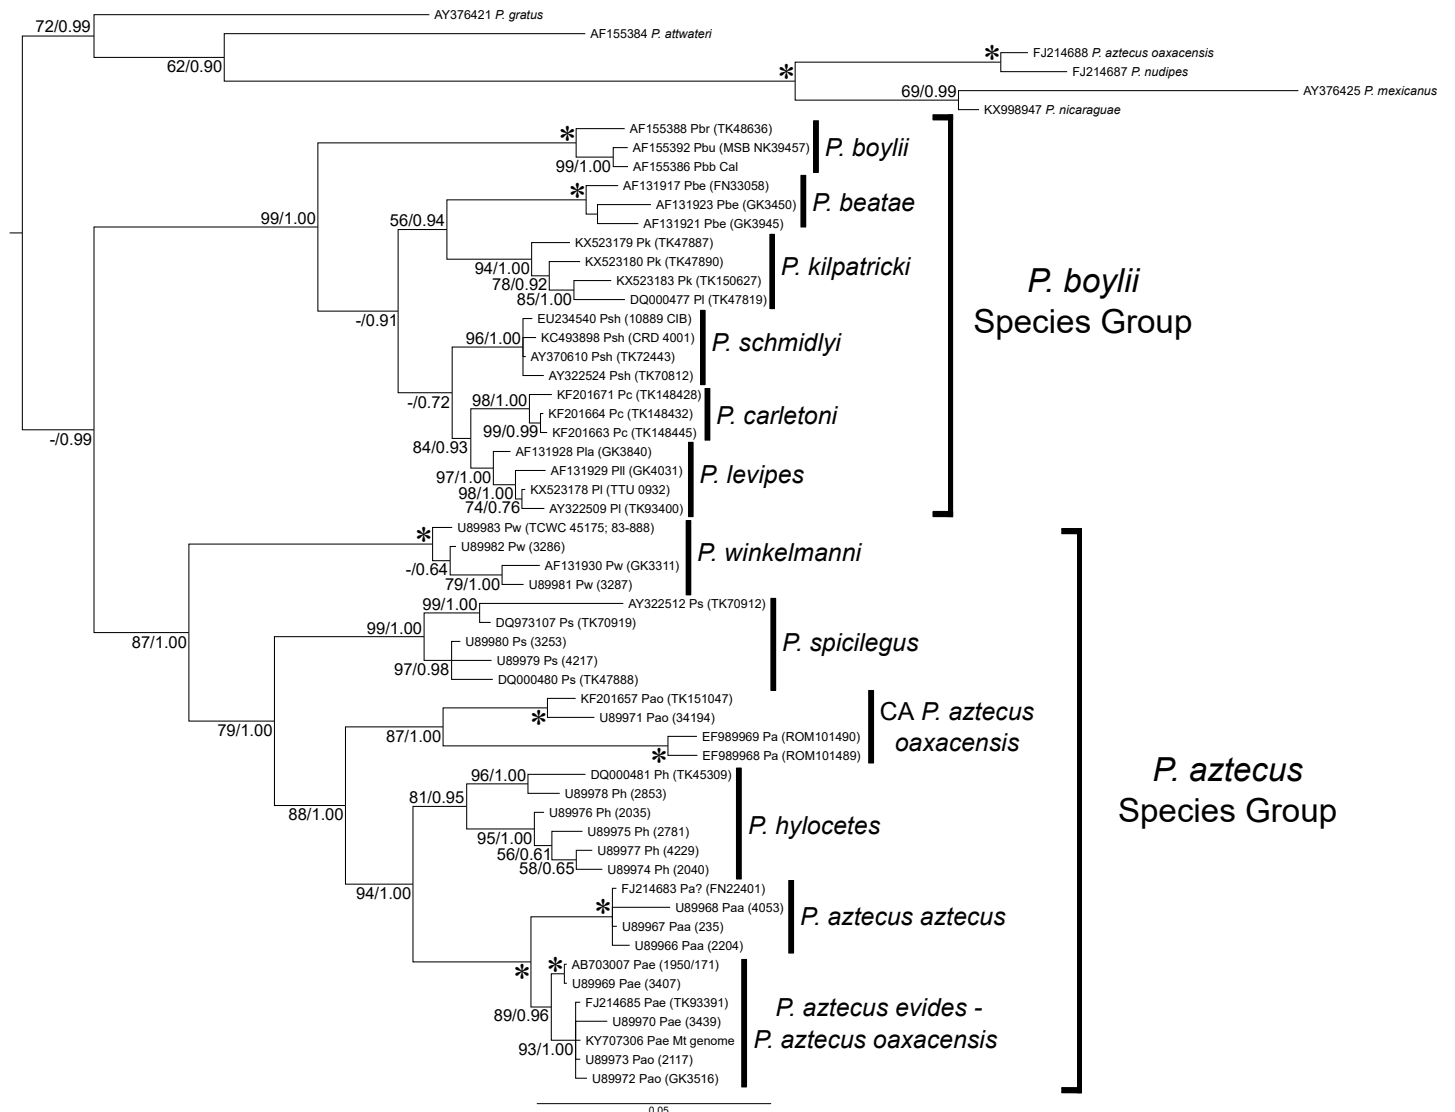 72/0.99
AY376421 P. gratus
AF155384 P. attwateri
62/0.90
*
FJ214688 P. aztecus oaxacensis
FJ214687 P. nudipes
*
69/0.99
AY376425 P. mexicanus
KX998947 P. nicaraguae
*
AF155388 Pbr (TK48636)
AF155392 Pbu (MSB NK39457)
99/1.00
AF155386 Pbb Cal
P. boylii
*
AF131917 Pbe (FN33058)
AF131923 Pbe (GK3450)
AF131921 Pbe (GK3945)
P. beatae
99/1.00
56/0.94
KX523179 Pk (TK47887)
94/1.00
KX523180 Pk (TK47890)
78/0.92
KX523183 Pk (TK150627)
85/1.00
DQ000477 Pl (TK47819)
P. kilpatricki
P. boylii
Species Group
-/0.91
EU234540 Psh (10889 CIB)
96/1.00
KC493898 Psh (CRD 4001)
AY370610 Psh (TK72443)
AY322524 Psh (TK70812)
P. schmidlyi
-/0.72
98/1.00
KF201671 Pc (TK148428)
KF201664 Pc (TK148432)
99/0.99
KF201663 Pc (TK148445)
P. carletoni
-/0.99
84/0.93
AF131928 Pla (GK3840)
97/1.00
AF131929 Pll (GK4031)
98/1.00
KX523178 Pl (TTU 0932)
74/0.76
AY322509 Pl (TK93400)
P. levipes
*
U89983 Pw (TCWC 45175; 83-888)
U89982 Pw (3286)
-/0.64
AF131930 Pw (GK3311)
79/1.00
U89981 Pw (3287)
P. winkelmanni
87/1.00
99/1.00
AY322512 Ps (TK70912)
DQ973107 Ps (TK70919)
99/1.00
U89980 Ps (3253)
97/0.98
U89979 Ps (4217)
DQ000480 Ps (TK47888)
P. spicilegus
79/1.00
KF201657 Pao (TK151047)
*
U89971 Pao (34194)
87/1.00
EF989969 Pa (ROM101490)
*
EF989968 Pa (ROM101489)
CA P. aztecus
oaxacensis
P. aztecus
Species Group
88/1.00
96/1.00
DQ000481 Ph (TK45309)
U89978 Ph (2853)
81/0.95
U89976 Ph (2035)
95/1.00
U89975 Ph (2781)
56/0.61
U89977 Ph (4229)
58/0.65
U89974 Ph (2040)
P. hylocetes
94/1.00
FJ214683 Pa? (FN22401)
*
U89968 Paa (4053)
U89967 Paa (235)
U89966 Paa (2204)
P. aztecus aztecus
*
*
AB703007 Pae (1950/171)
U89969 Pae (3407)
89/0.96
FJ214685 Pae (TK93391)
U89970 Pae (3439)
93/1.00
KY707306 Pae Mt genome
U89973 Pao (2117)
U89972 Pao (GK3516)
P. aztecus evides -
P. aztecus oaxacensis
0.05